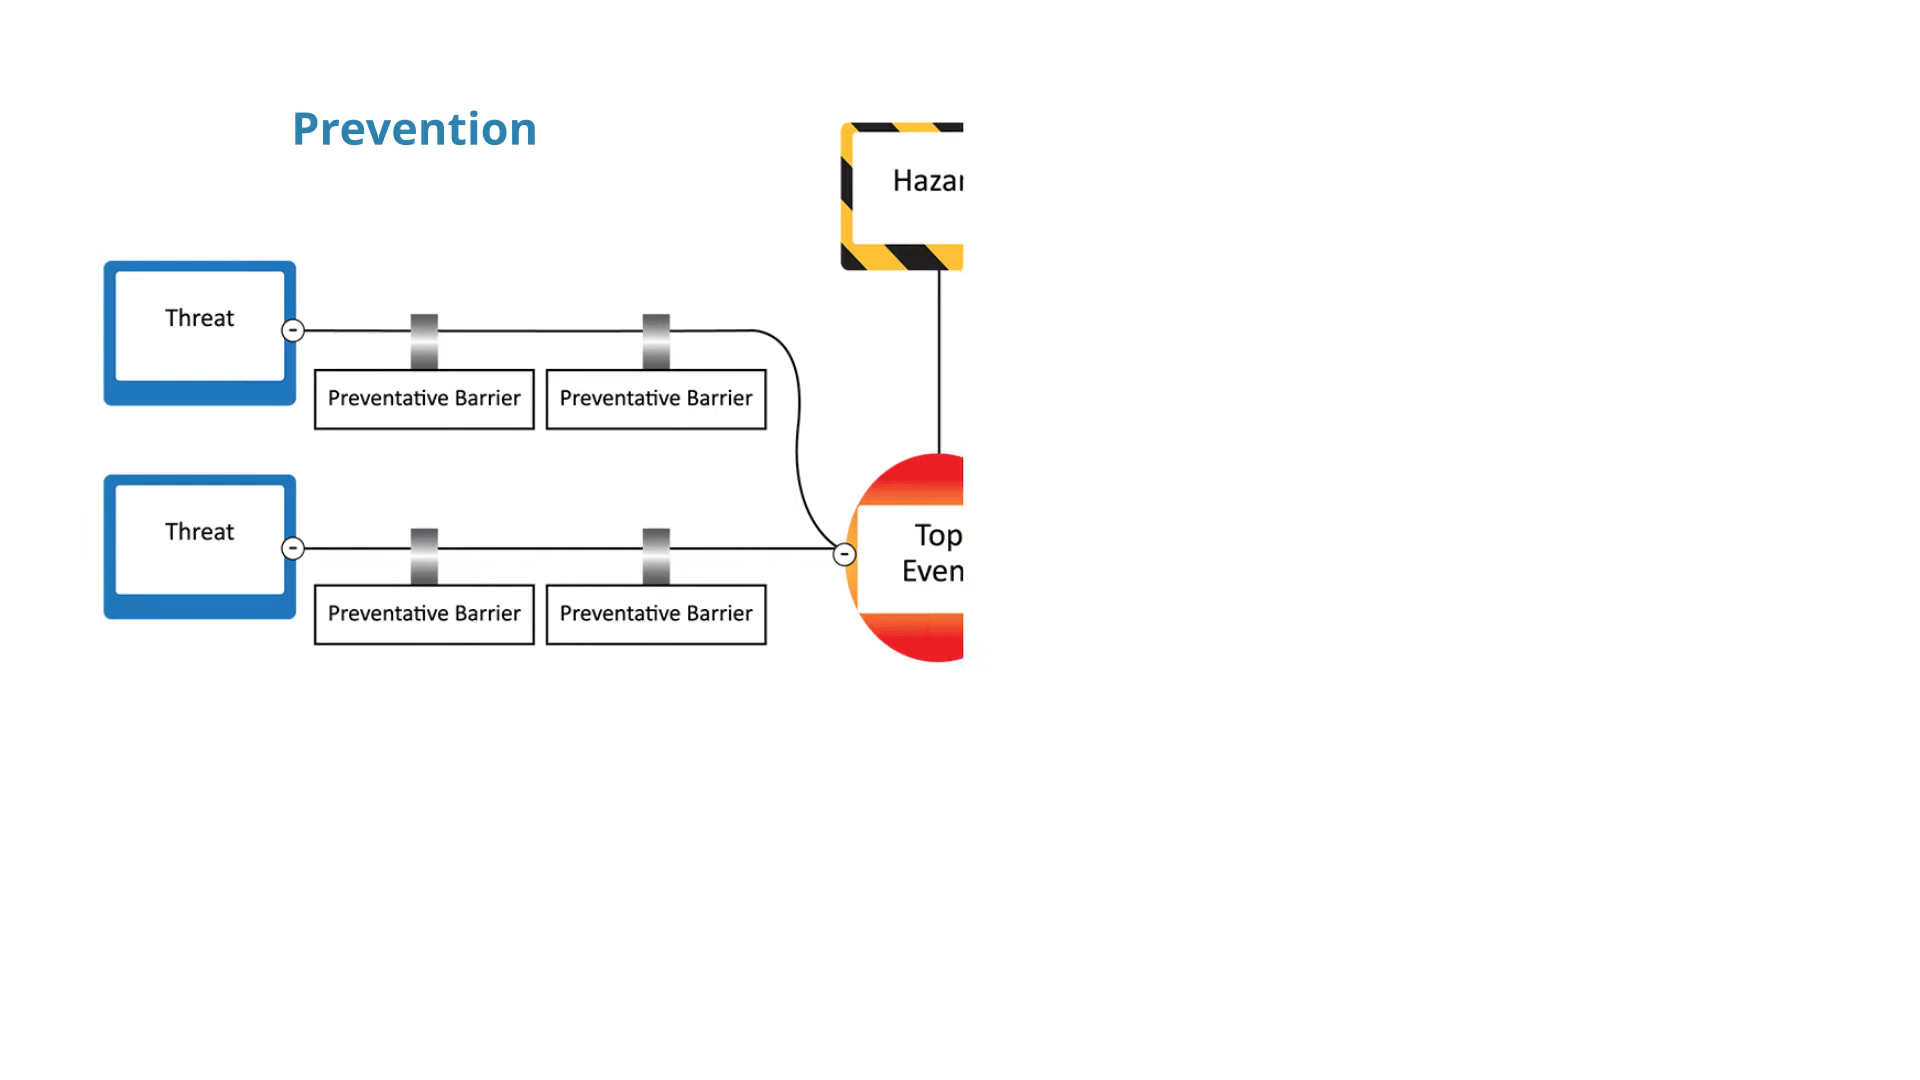 Prevention
Hazar
Threat
Preventative Barrier
Preventative Barrier
Threat
Top
Even
Preventative Barrier
Preventative Barrier